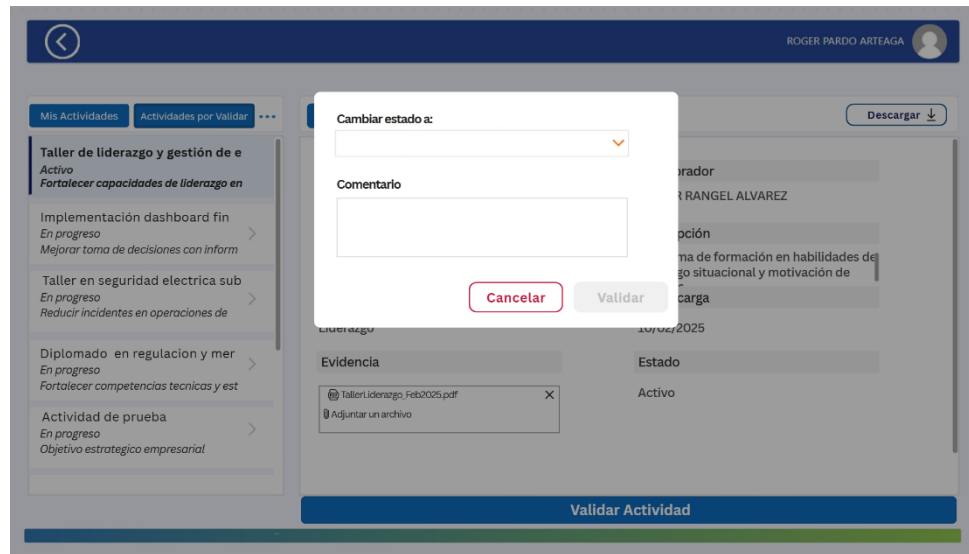 ROGER PARDO ARTEAGA
Mis Actividades
Actividades por Validar
Descargar
Taller de liderazgo y gestión de e
Activo
Fortalecer capacidades de liderazgo en
Implementación dashboard fin
En progreso
Mejorar toma de decisiones con inform
Taller en seguridad electrica sub
En progreso
Reducir incidentes en operaciones de
Diplomado en regulacion y mer
En progreso
Fortalecer competencias tecnicas y est
Actividad de prueba
En progreso
Objetivo estrategico empresarial
Cambiar estado a:
Comentario
Cancelar
Validar
RANGEL ALVAREZ
de formación en habilidades de
situacional y motivación de
Liderazgo
10/02/2025
Evidencia
Estado
TallerLiderazgo_Feb2025.pdf
Adjuntar un archivo
Activo
Validar Actividad